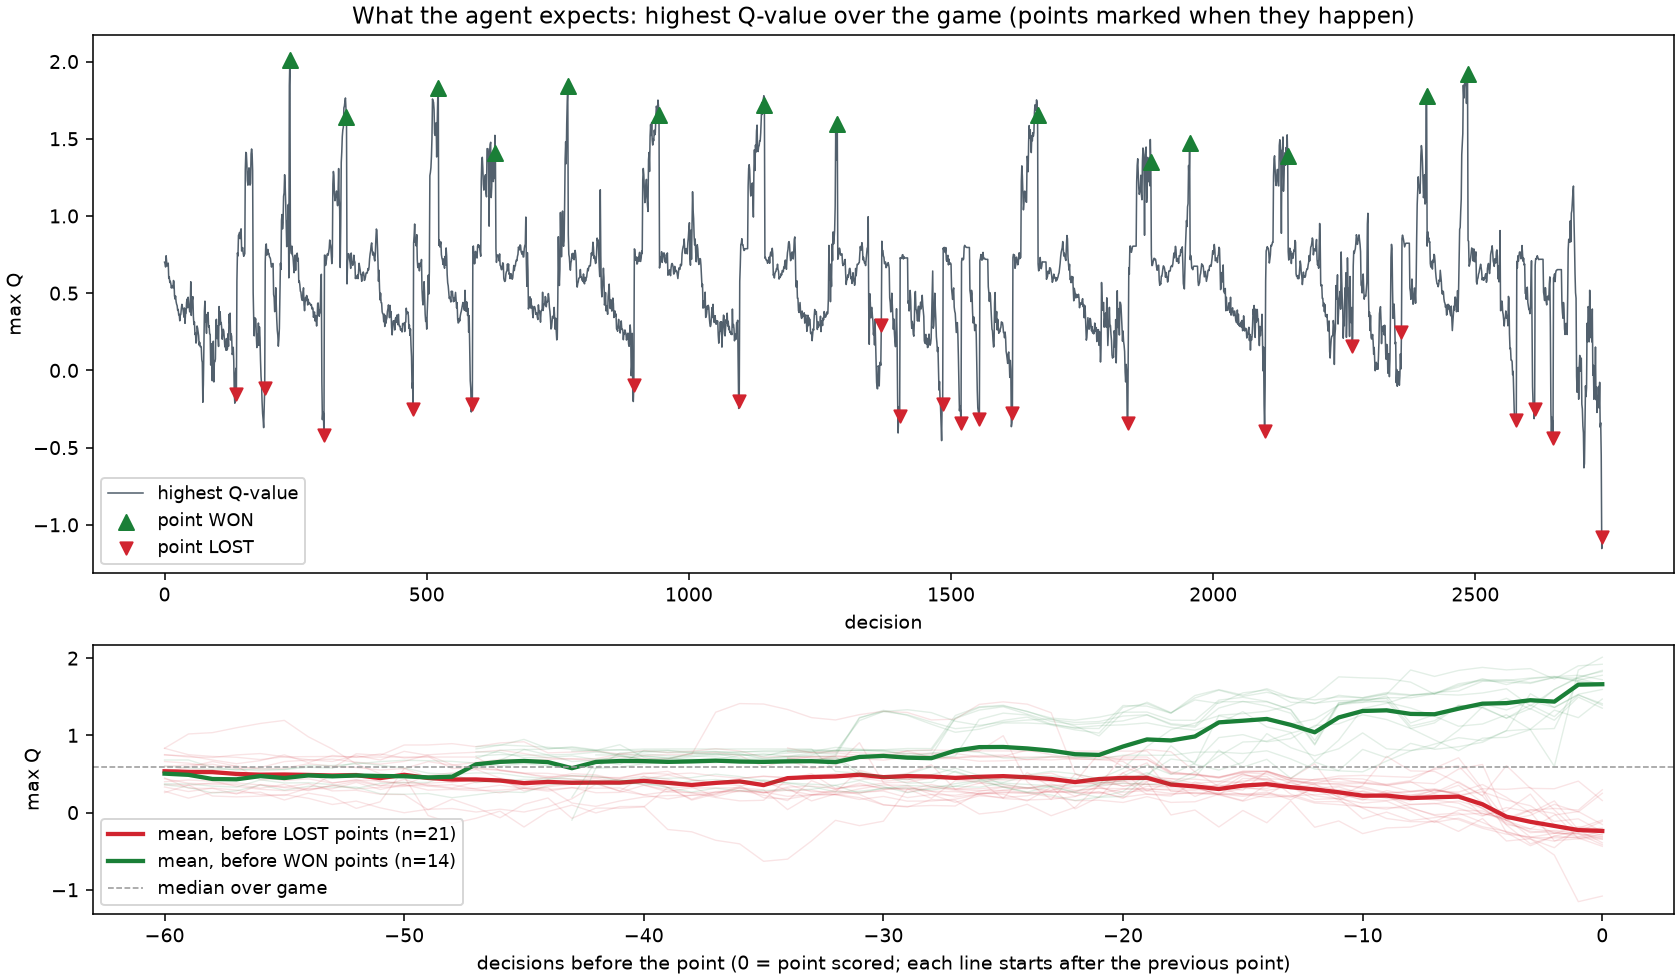 What the agent expects: highest Q-value over the game (points marked when they happen)
max Q
2.0
1.5
1.0
0.5
0.0
−0.5
−1.0
highest Q-value
point WON
point LOST
0
500
1000
1500
2000
2500
decision
max Q
2
1
0
−1
mean, before LOST points (n=21)
mean, before WON points (n=14)
median over game
−60
−50
−40
−30
−20
−10
0
decisions before the point (0 = point scored; each line starts after the previous point)